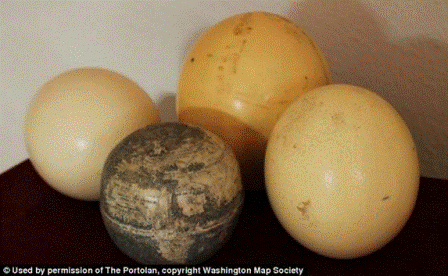 © Used by permission of The Portolan, copyright Washington Map Society